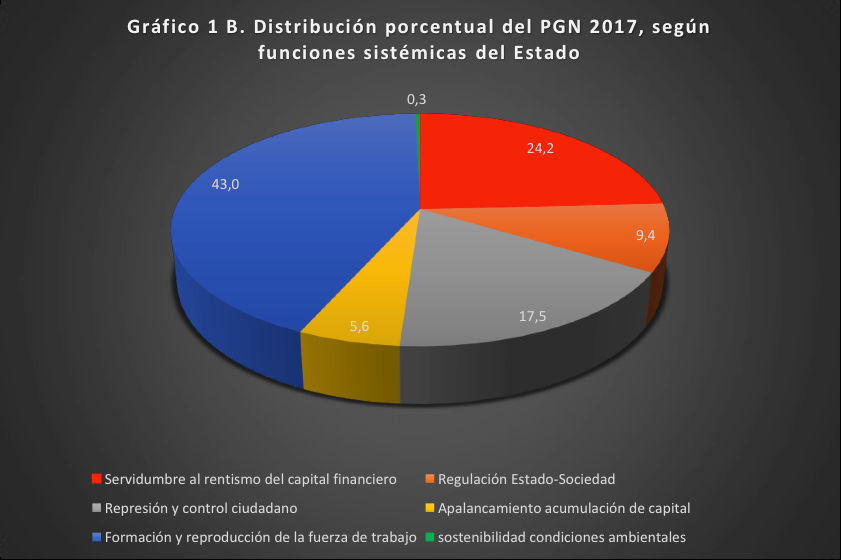 Gráfico 1 B. Distribución porcentual del PGN 2017, según
funciones sistémicas del Estado
0,3
24,2
43,0
9,4
17,5
5,6
Servidumbre al rentismo del capital financiero
Regulación Estado-Sociedad
Represión y control ciudadano
Apalancamiento acumulación de capital
Formación y reproducción de la fuerza de trabajo
sostenibilidad condiciones ambientales